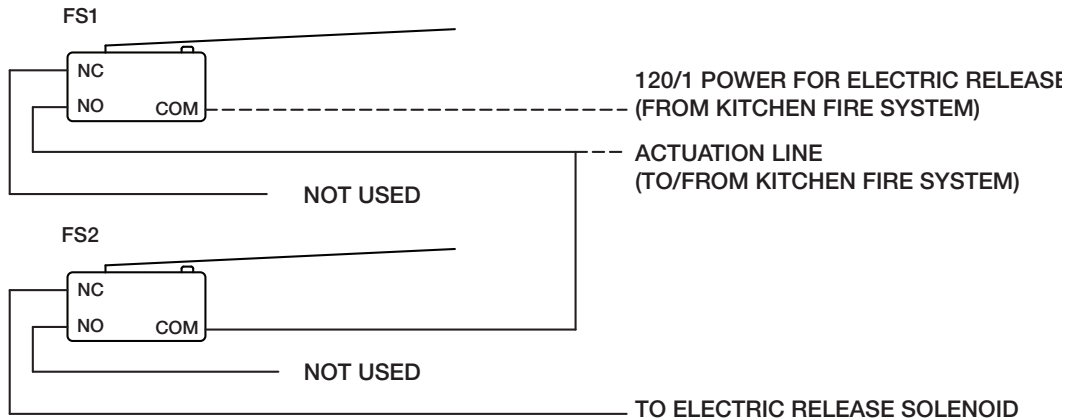 FS1
NC
NO COM
120/1 POWER FOR ELECTRIC RELEASE
(FROM KITCHEN FIRE SYSTEM)
ACTUATION LINE
(TO/FROM KITCHEN FIRE SYSTEM)
NOT USED
FS2
NC
NO COM
NOT USED
TO ELECTRIC RELEASE SOLENOID